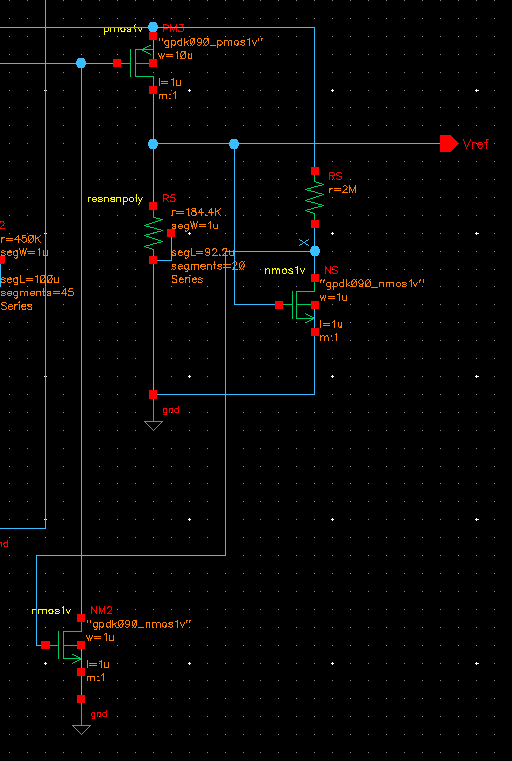 pmos1v
PM3
"gpdk090_pmos1v"
w=10u
l=1u
m:1
Vref
RS
r=2M
resnsnpoly
R5
r=184.4K
segW=1u
segL=92.2u
segments=20
Series
2
r=450K
segW=1u
segL=100u
segments=45
Series
X
nmos1v
NS
"gpdk090_nmos1v"
w=1u
l=1u
m:1
gnd
nd
nmos1v
NM2
"gpdk090_nmos1v"
w=1u
l=1u
m:1
gnd